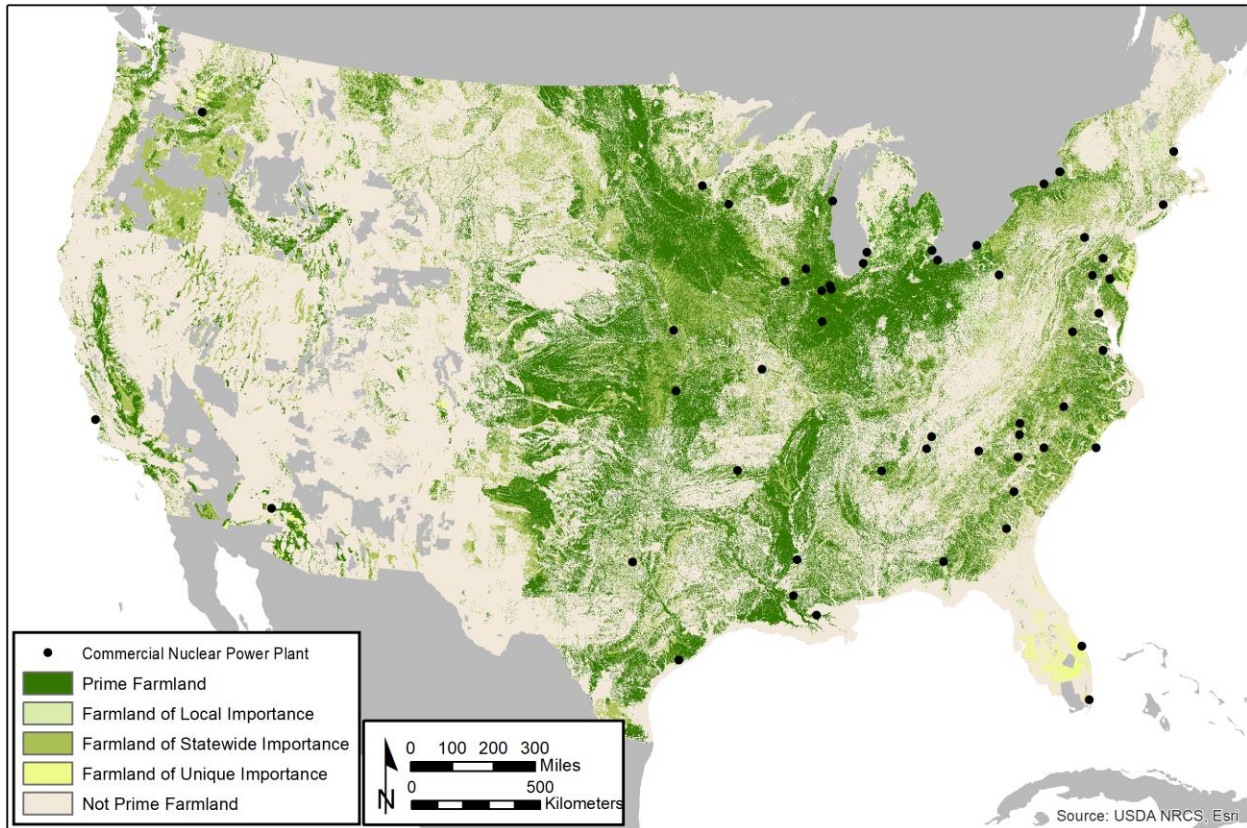 Commercial Nuclear Power Plant
Prime Farmland
Farmland of Local Importance
Farmland of Statewide Importance
Farmland of Unique Importance
Not Prime Farmland
N
0 100 200 300
Miles
0 500
Kilometers
Source: USDA NRCS, Esri